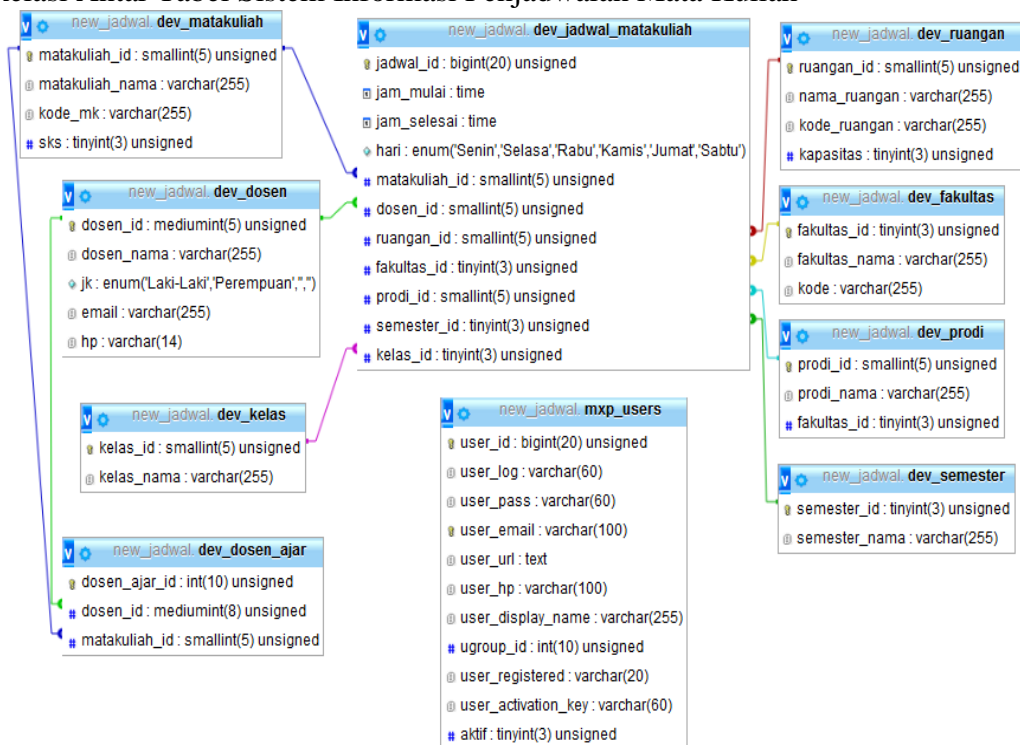 new_jadwal. dev_matakuliah
matakuliah_id : smallint(5) unsigned
matakuliah_nama : varchar(255)
kode_mk : varchar(255)
sks : tinyint(3) unsigned
new_jadwal. dev_dosen
dosen_id : mediumint(5) unsigned
dosen_nama : varchar(255)
jk : enum('Laki-Laki','Perempuan','','')
email : varchar(255)
hp : varchar(14)
new_jadwal. dev_kelas
kelas_id : smallint(5) unsigned
kelas_nama : varchar(255)
new_jadwal. dev_dosen_ajar
dosen_ajar_id : int(10) unsigned
dosen_id : mediumint(8) unsigned
matakuliah_id : smallint(5) unsigned
new_jadwal. dev_jadwal_matakuliah
jadwal_id : bigint(20) unsigned
jam_mulai : time
jam_selesai : time
hari : enum('Senin','Selasa','Rabu','Kamis','Jumat','Sabtu')
matakuliah_id : smallint(5) unsigned
dosen_id : smallint(5) unsigned
ruangan_id : smallint(5) unsigned
fakultas_id : tinyint(3) unsigned
prodi_id : smallint(5) unsigned
semester_id : tinyint(3) unsigned
kelas_id : tinyint(3) unsigned
new_jadwal. mxp_users
user_id : bigint(20) unsigned
user_log : varchar(60)
user_pass : varchar(60)
user_email : varchar(100)
user_url : text
user_hp : varchar(100)
user_display_name : varchar(255)
ugroup_id : int(10) unsigned
user_registered : varchar(20)
user_activation_key : varchar(60)
aktif : tinyint(3) unsigned
new_jadwal. dev_ruangan
ruangan_id : smallint(5) unsigned
nama_ruangan : varchar(255)
kode_ruangan : varchar(255)
kapasitas : tinyint(3) unsigned
new_jadwal. dev_fakultas
fakultas_id : tinyint(3) unsigned
fakultas_nama : varchar(255)
kode : varchar(255)
new_jadwal. dev_prodi
prodi_id : smallint(5) unsigned
prodi_nama : varchar(255)
fakultas_id : tinyint(3) unsigned
new_jadwal. dev_semester
semester_id : tinyint(3) unsigned
semester_nama : varchar(255)